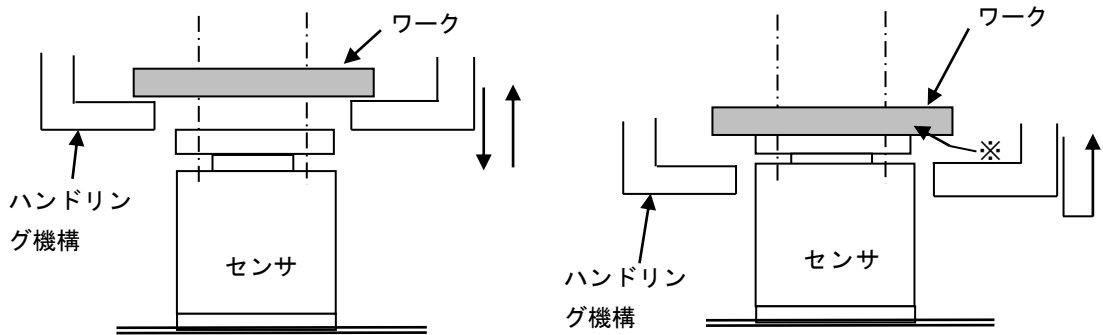 ワーク
ハンドリン
グ機構
センサ
ワーク
※
ハンドリン
グ機構
センサ